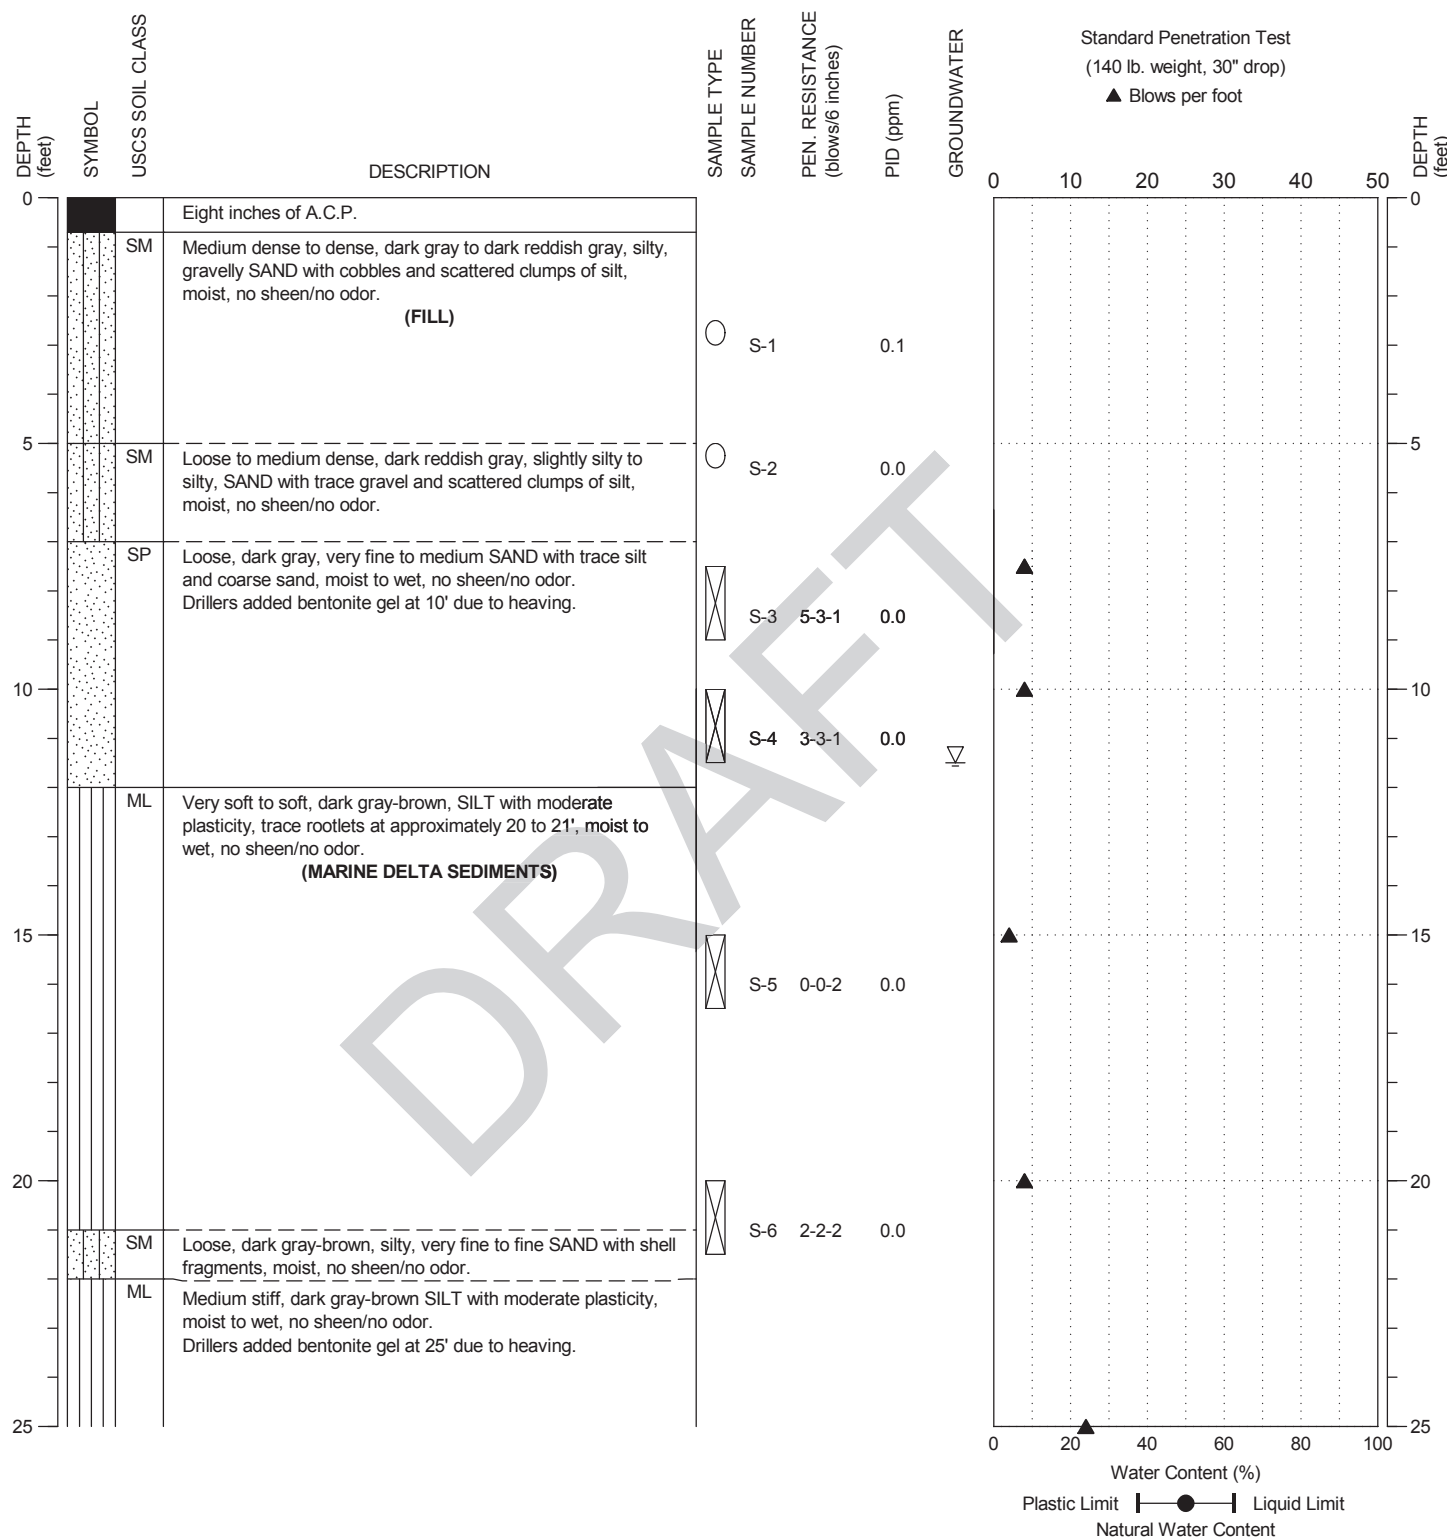 DEPTH
(feet)
SYMBOL
USCS SOIL CLASS
DESCRIPTION
SAMPLE TYPE
SAMPLE NUMBER
PEN. RESISTANCE
(blows/6 inches)
PID (ppm)
GROUNDWATER
Standard Penetration Test
(140 lb. weight, 30" drop)
▲ Blows per foot
DEPTH
(feet)
0 10 20 30 40 50
0
Eight inches of A.C.P.
0
SM
Medium dense to dense, dark gray to dark reddish gray, silty,
gravelly SAND with cobbles and scattered clumps of silt,
moist, no sheen/no odor.
(FILL)
S-1 0.1
5
5
SM
Loose to medium dense, dark reddish gray, slightly silty to
silty, SAND with trace gravel and scattered clumps of silt,
moist, no sheen/no odor.
S-2 0.0
SP
Loose, dark gray, very fine to medium SAND with trace silt
and coarse sand, moist to wet, no sheen/no odor.
Drillers added bentonite gel at 10' due to heaving.
S-3 5-3-1 0.0
10
10
S-4 3-3-1 0.0
ML
Very soft to soft, dark gray-brown, SILT with moderate
plasticity, trace rootlets at approximately 20 to 21', moist to
wet, no sheen/no odor.
(MARINE DELTA SEDIMENTS)
15
15
S-5 0-0-2 0.0
20
20
S-6 2-2-2 0.0
SM
Loose, dark gray-brown, silty, very fine to fine SAND with shell
fragments, moist, no sheen/no odor.
ML
Medium stiff, dark gray-brown SILT with moderate plasticity,
moist to wet, no sheen/no odor.
Drillers added bentonite gel at 25' due to heaving.
25
25
0 20 40 60 80 100
Water Content (%)
Plastic Limit Liquid Limit
Natural Water Content
DRAFT